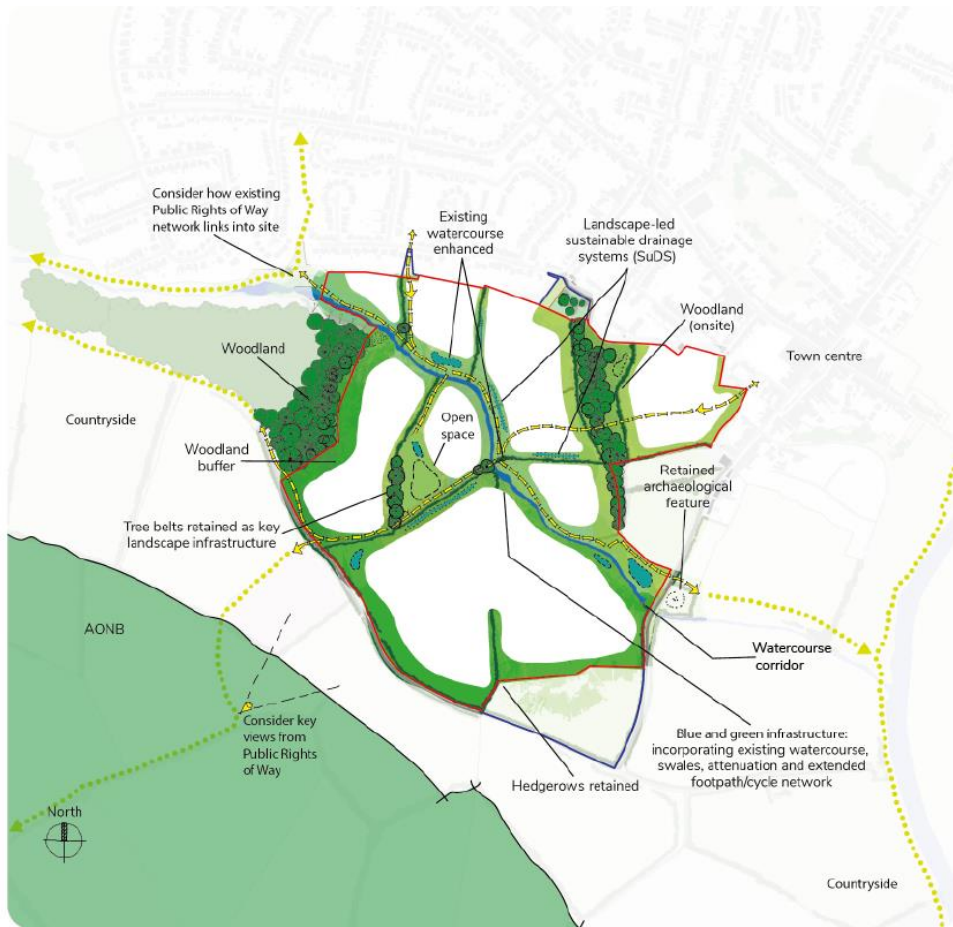 Consider how existing
Public Rights of Way
network links into site
Existing
watercourse
enhanced
Landscape-led
sustainable drainage
systems (SuDS)
Woodland
(onsite)
Town centre
Woodland
Countryside
Open
space
Woodland
buffer
Retained
archaeological
feature
Tree belts retained as key
landscape infrastructure
AONB
Watercourse
corridor
Consider key
views from
Public Rights
of Way
Blue and green infrastructure:
incorporating existing watercourse,
swales, attenuation and extended
footpath/cycle network
Hedgerows retained
North
Countryside